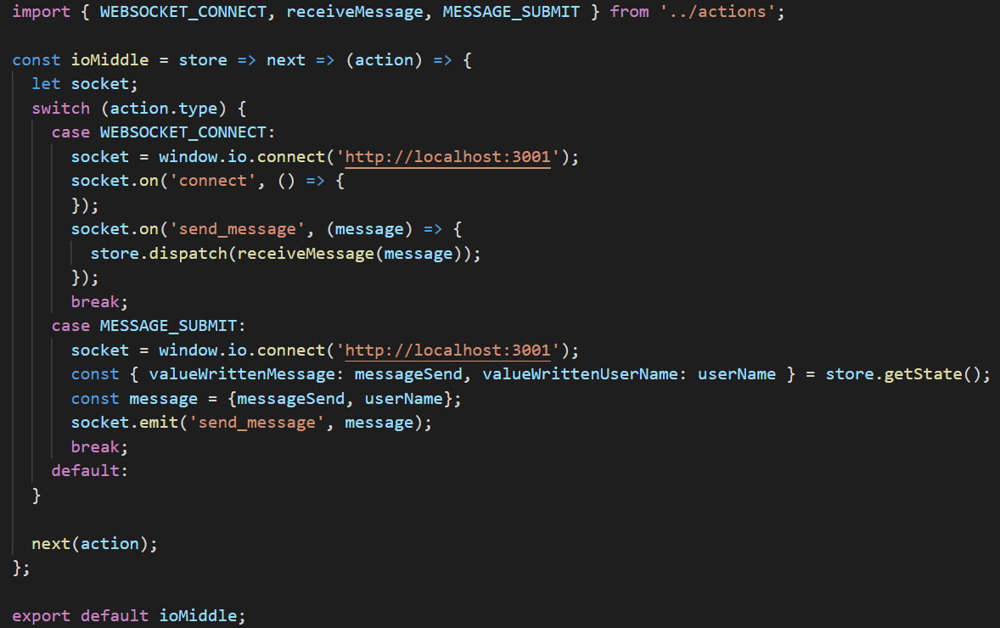 import { WEBSOCKET_CONNECT, receiveMessage, MESSAGE_SUBMIT } from '../actions';
const ioMiddle = store => next => (action) => {
let socket;
switch (action.type) {
case WEBSOCKET_CONNECT:
socket = window.io.connect('http://localhost:3001');
socket.on('connect', () => {
});
socket.on('send_message', (message) => {
store.dispatch(receiveMessage(message));
});
break;
case MESSAGE_SUBMIT:
socket = window.io.connect('http://localhost:3001');
const { valueWrittenMessage: messageSend, valueWrittenUserName: userName } = store.getState();
const message = {messageSend, userName};
socket.emit('send_message', message);
break;
default:
}
next(action);
};
export default ioMiddle;